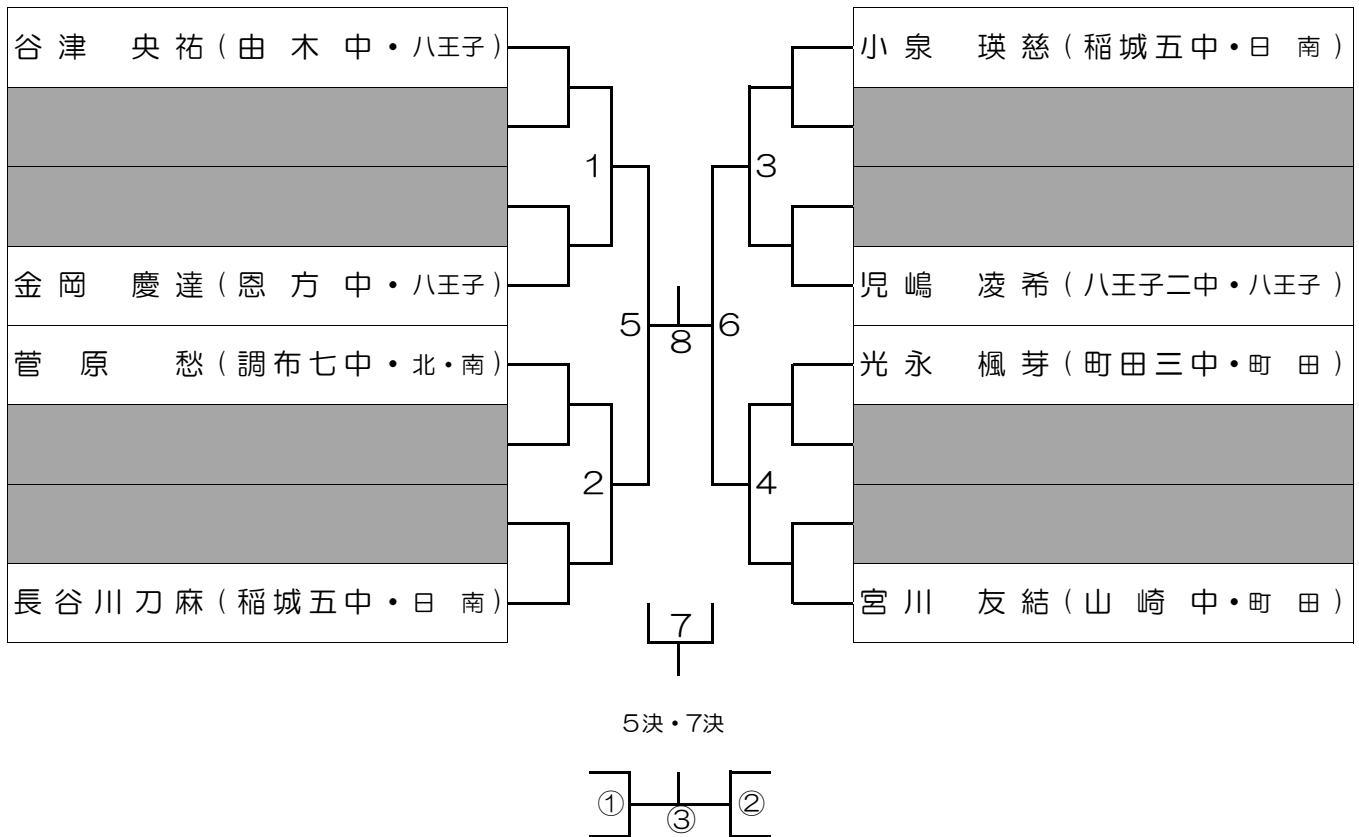 谷津 央祐(由木中・八王子)
金岡 慶達(恩方中・八王子)
菅原 愁(調布七中・北・南)
長谷川刀麻(稲城五中・日南)
1
2
5
8
6
3
4
小泉 瑛慈(稲城五中・日南)
児嶋 凌希(八王子二中・八王子)
光永 楓芽(町田三中・町田)
宮川 友結(山崎中・町田)
7
5決・7決
① ③ ②